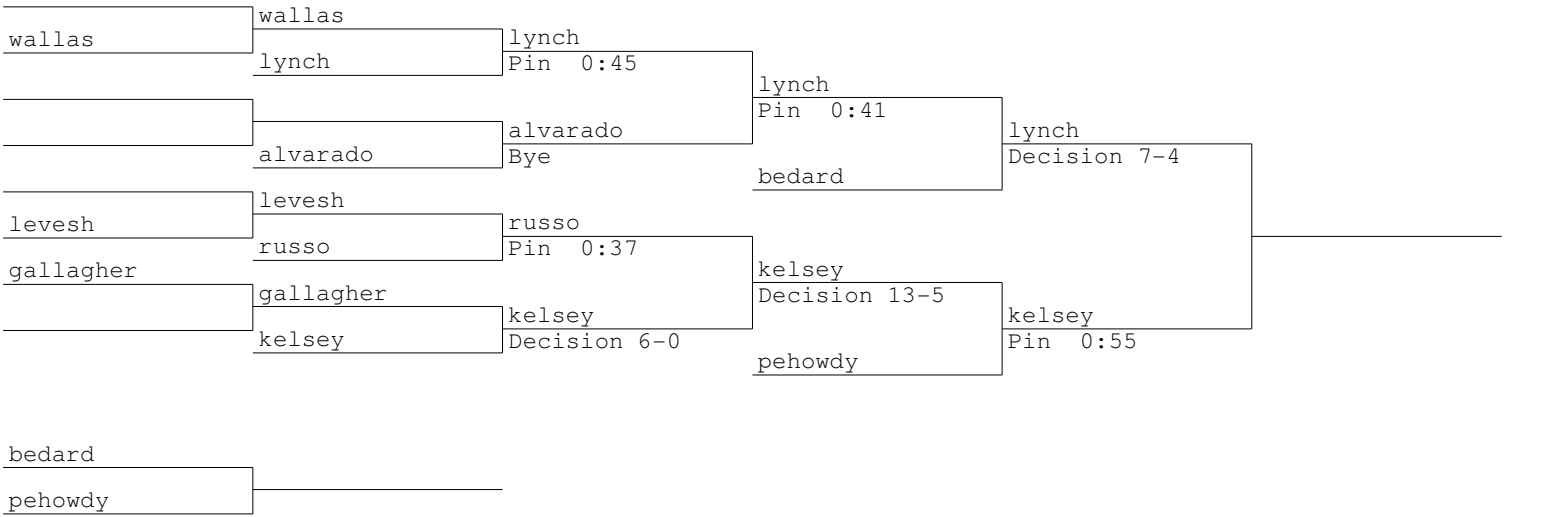 wallas
wallas
lynch
lynch
Pin 0:45
alvarado
alvarado
Bye
lynch
Pin 0:41
bedard
lynch
Decision 7-4
levesh
levesh
russo
russo
Pin 0:37
gallagher
gallagher
kelsey
kelsey
Decision 6-0
kelsey
Decision 13-5
pehowdy
kelsey
Pin 0:55
bedard
pehowdy